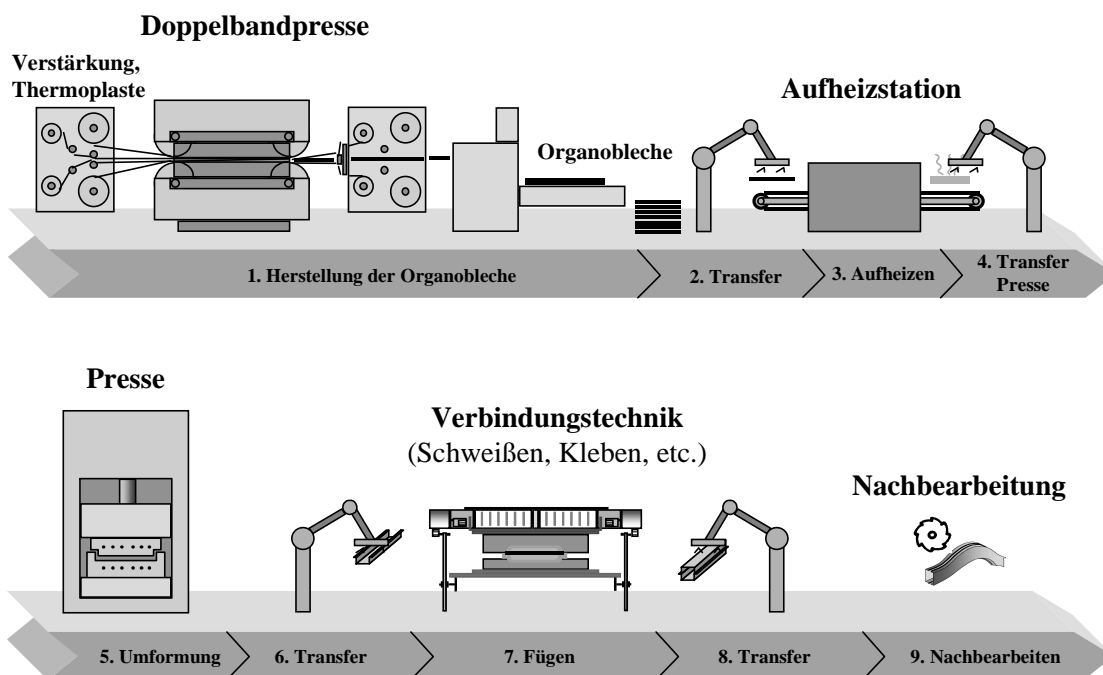 Doppelbandpresse
Verstärkung,
Thermoplaste
Aufheizstation
Organobleche
1. Herstellung der Organobleche
2. Transfer
3. Aufheizen
4. Transfer
Presse
Presse
Verbindungstechnik
(Schweißen, Kleben, etc.)
Nachbearbeitung
5. Umformung
6. Transfer
7. Fügen
8. Transfer
9. Nachbearbeiten